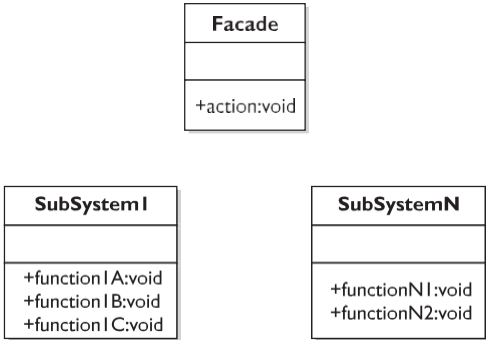 Facade
+action:void
SubSystem1
+function1A:void
+function1B:void
+function1C:void
SubSystemN
+functionN1:void
+functionN2:void